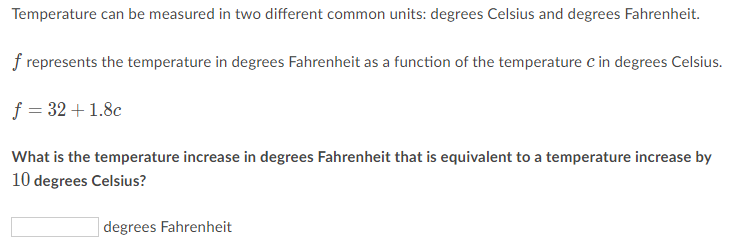 Temperature can be measured in two different common units: degrees Celsius and degrees Fahrenheit.
f represents the temperature in degrees Fahrenheit as a function of the temperature c in degrees Celsius.
f = 32 + 1.8c
What is the temperature increase in degrees Fahrenheit that is equivalent to a temperature increase by
10 degrees Celsius?
degrees Fahrenheit